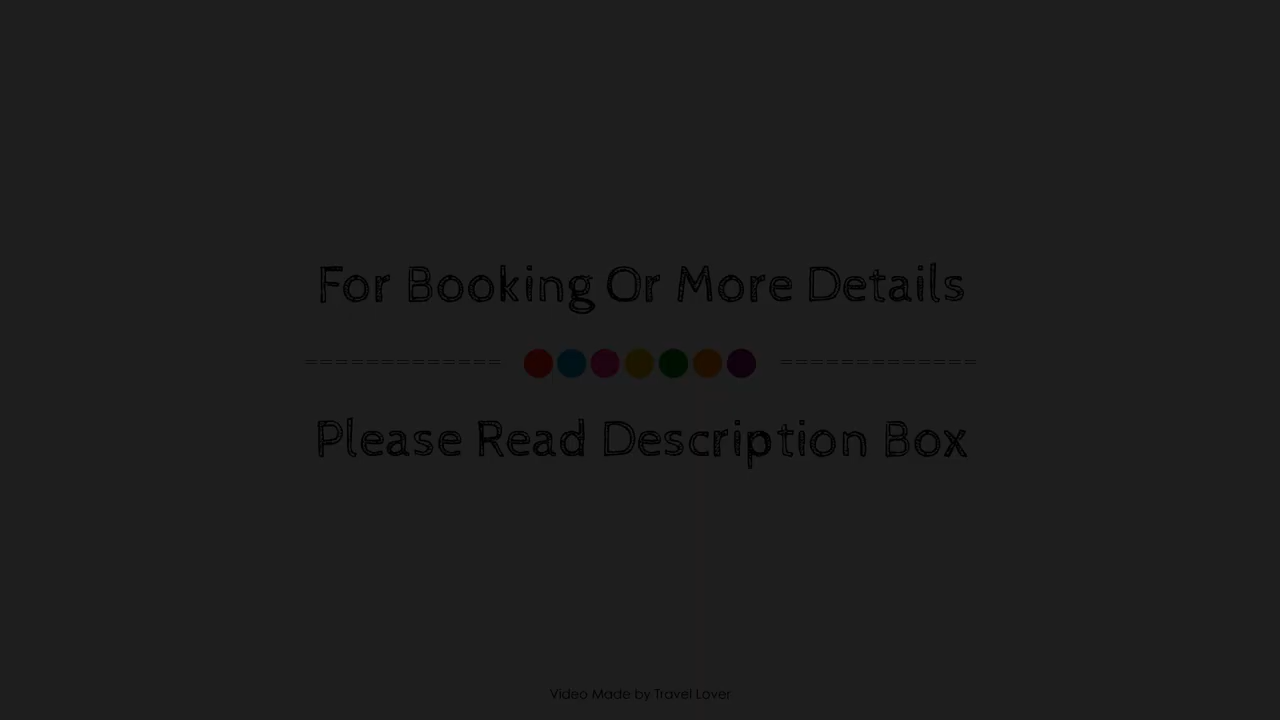 For Booking Or More Details
============= =============
Please Read Description Box
Video Made by Travel Lover